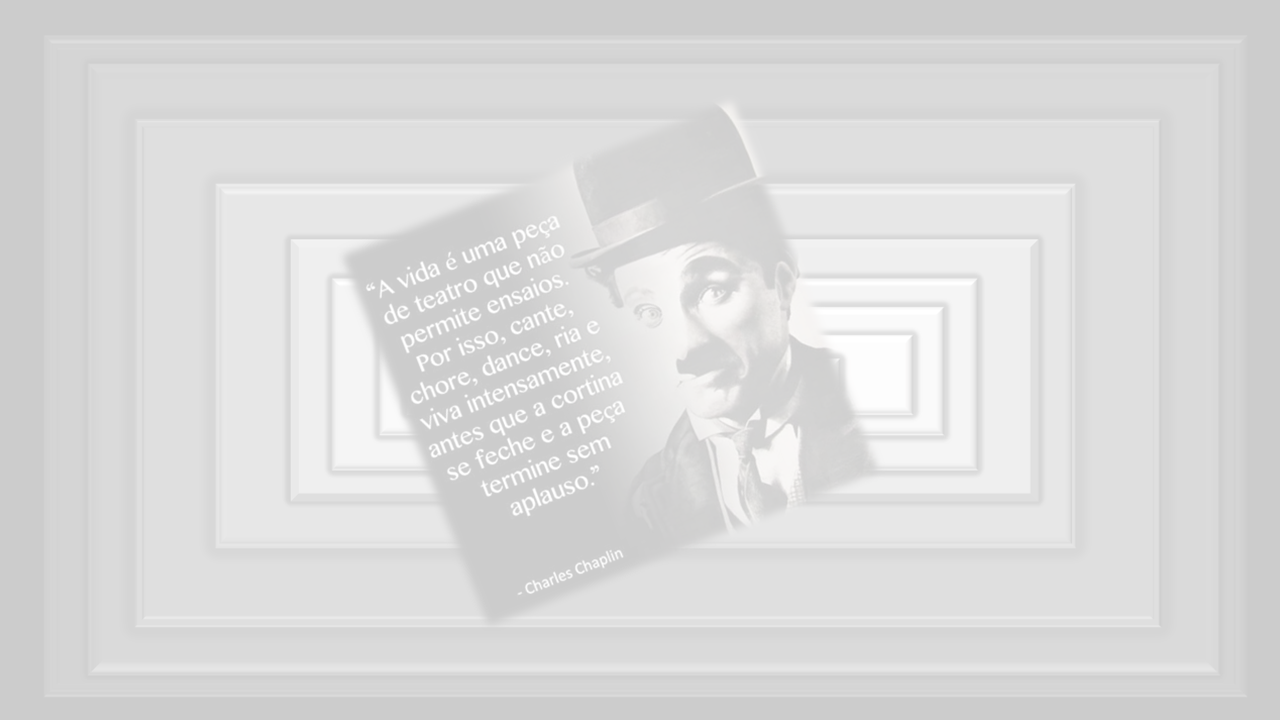 “A vida é uma peça
de teatro que não
permite ensaios.
Por isso, cante,
chore, dance, ria e
viva intensamente,
antes que a cortina
se feche e a peça
termine sem
aplauso.”
- Charles Chaplin